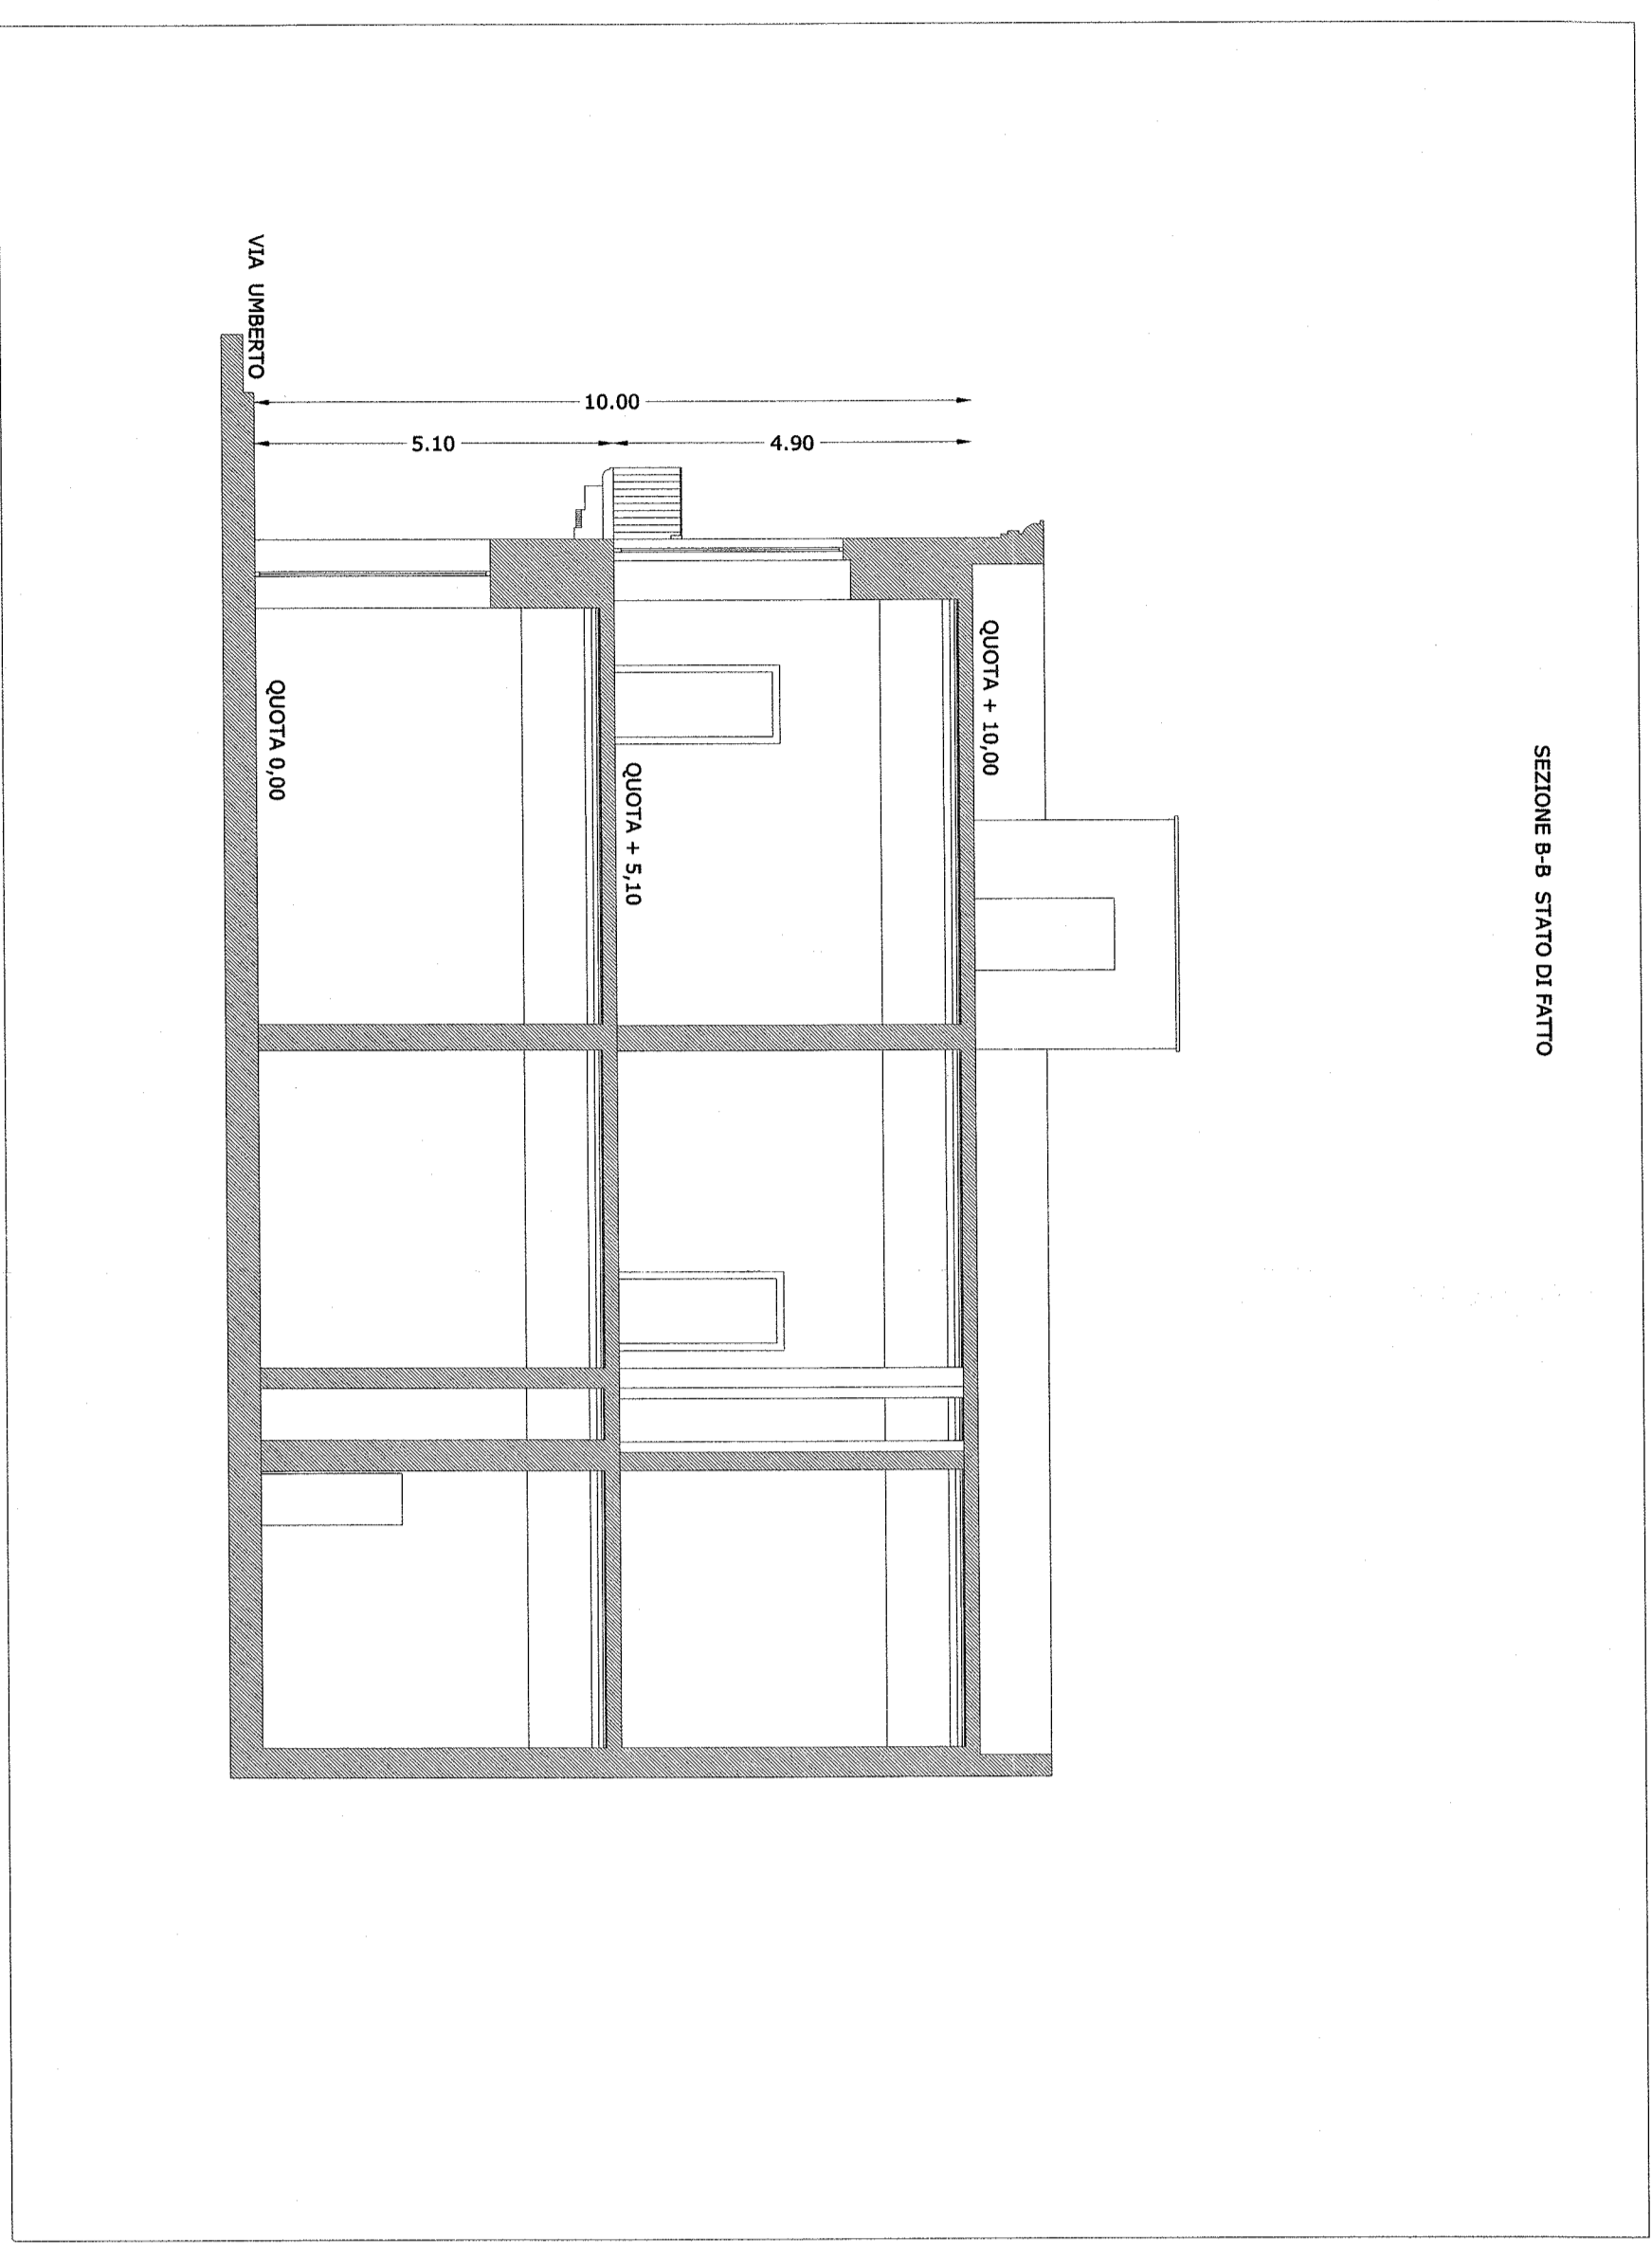 SEZIONE B-B STATO DI FATTO
QUOTA + 10,00
10.00
4.90
5.10
QUOTA + 5,10
QUOTA 0,00
VIA UMBERTO